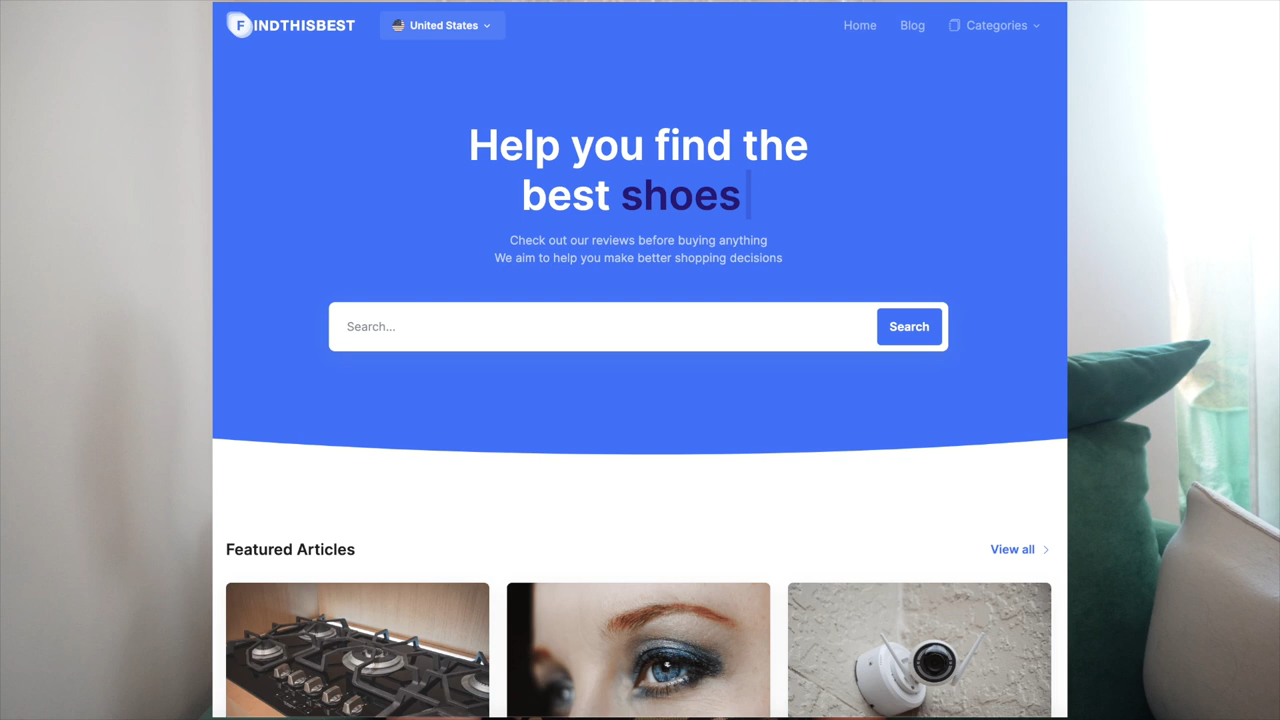 FINDTHISBEST
United States
Home
Blog
Categories
Help you find the
best shoes
Check out our reviews before buying anything
We aim to help you make better shopping decisions
Search...
Search
Featured Articles
View all